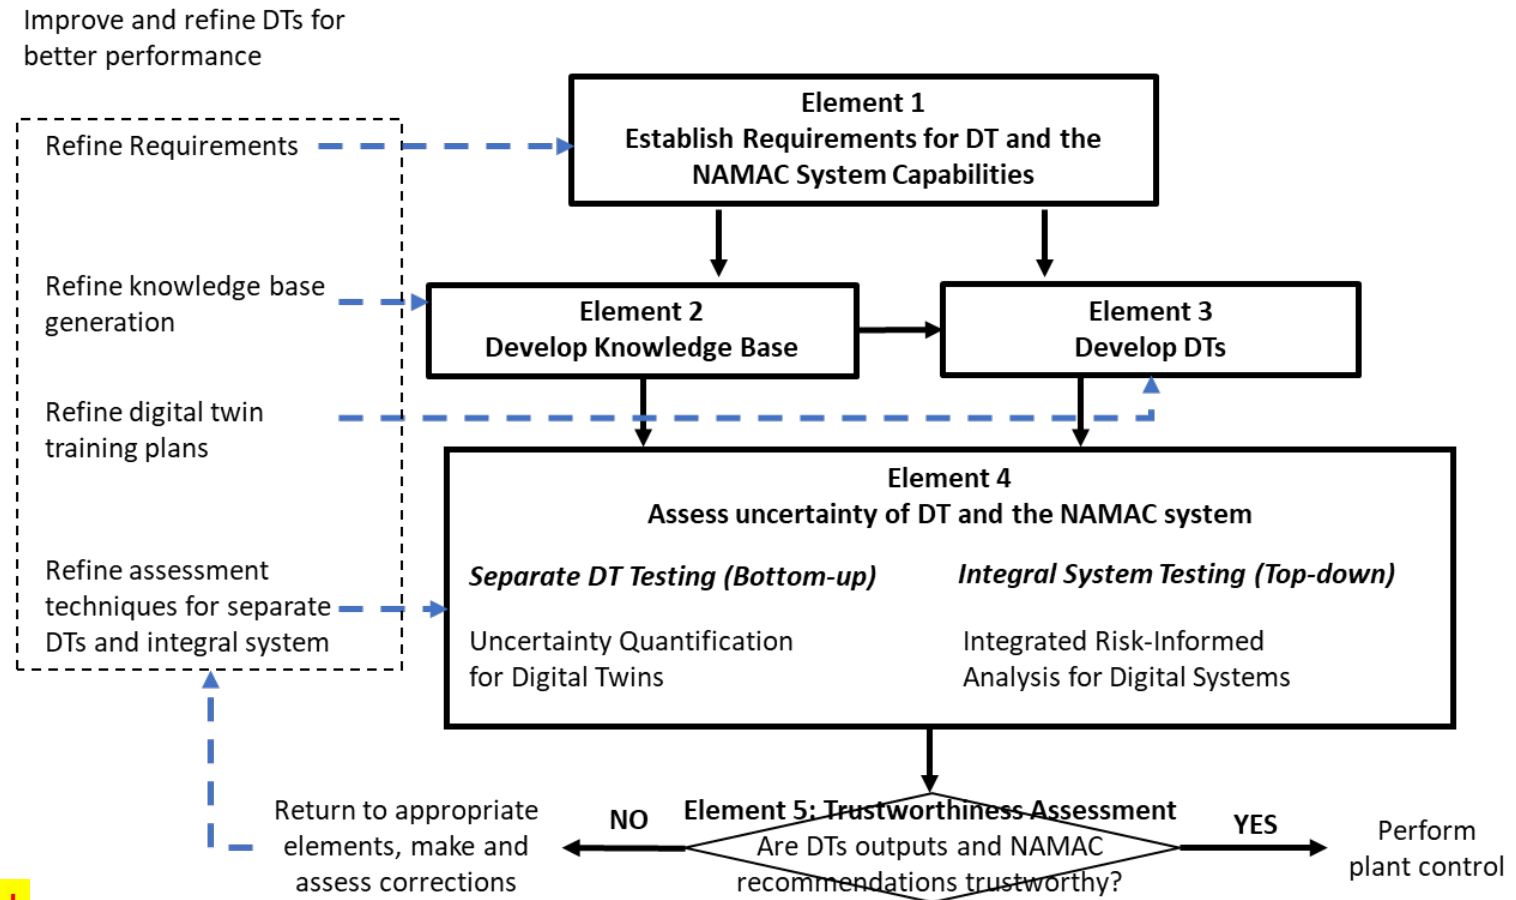 Improve and refine DTs for
better performance
Element 1
Establish Requirements for DT and the
NAMAC System Capabilities
Refine Requirements
Refine knowledge base
generation
Element 2
Develop Knowledge Base
Element 3
Develop DTs
Refine digital twin
training plans
Element 4
Assess uncertainty of DT and the NAMAC system
Separate DT Testing (Bottom-up)
Integral System Testing (Top-down)
Uncertainty Quantification
for Digital Twins
Integrated Risk-Informed
Analysis for Digital Systems
Refine assessment
techniques for separate
DTs and integral system
Return to appropriate
elements, make and
assess corrections
NO
Element 5: Trustworthiness Assessment
Are DTs outputs and NAMAC
recommendations trustworthy?
YES
Perform
plant control